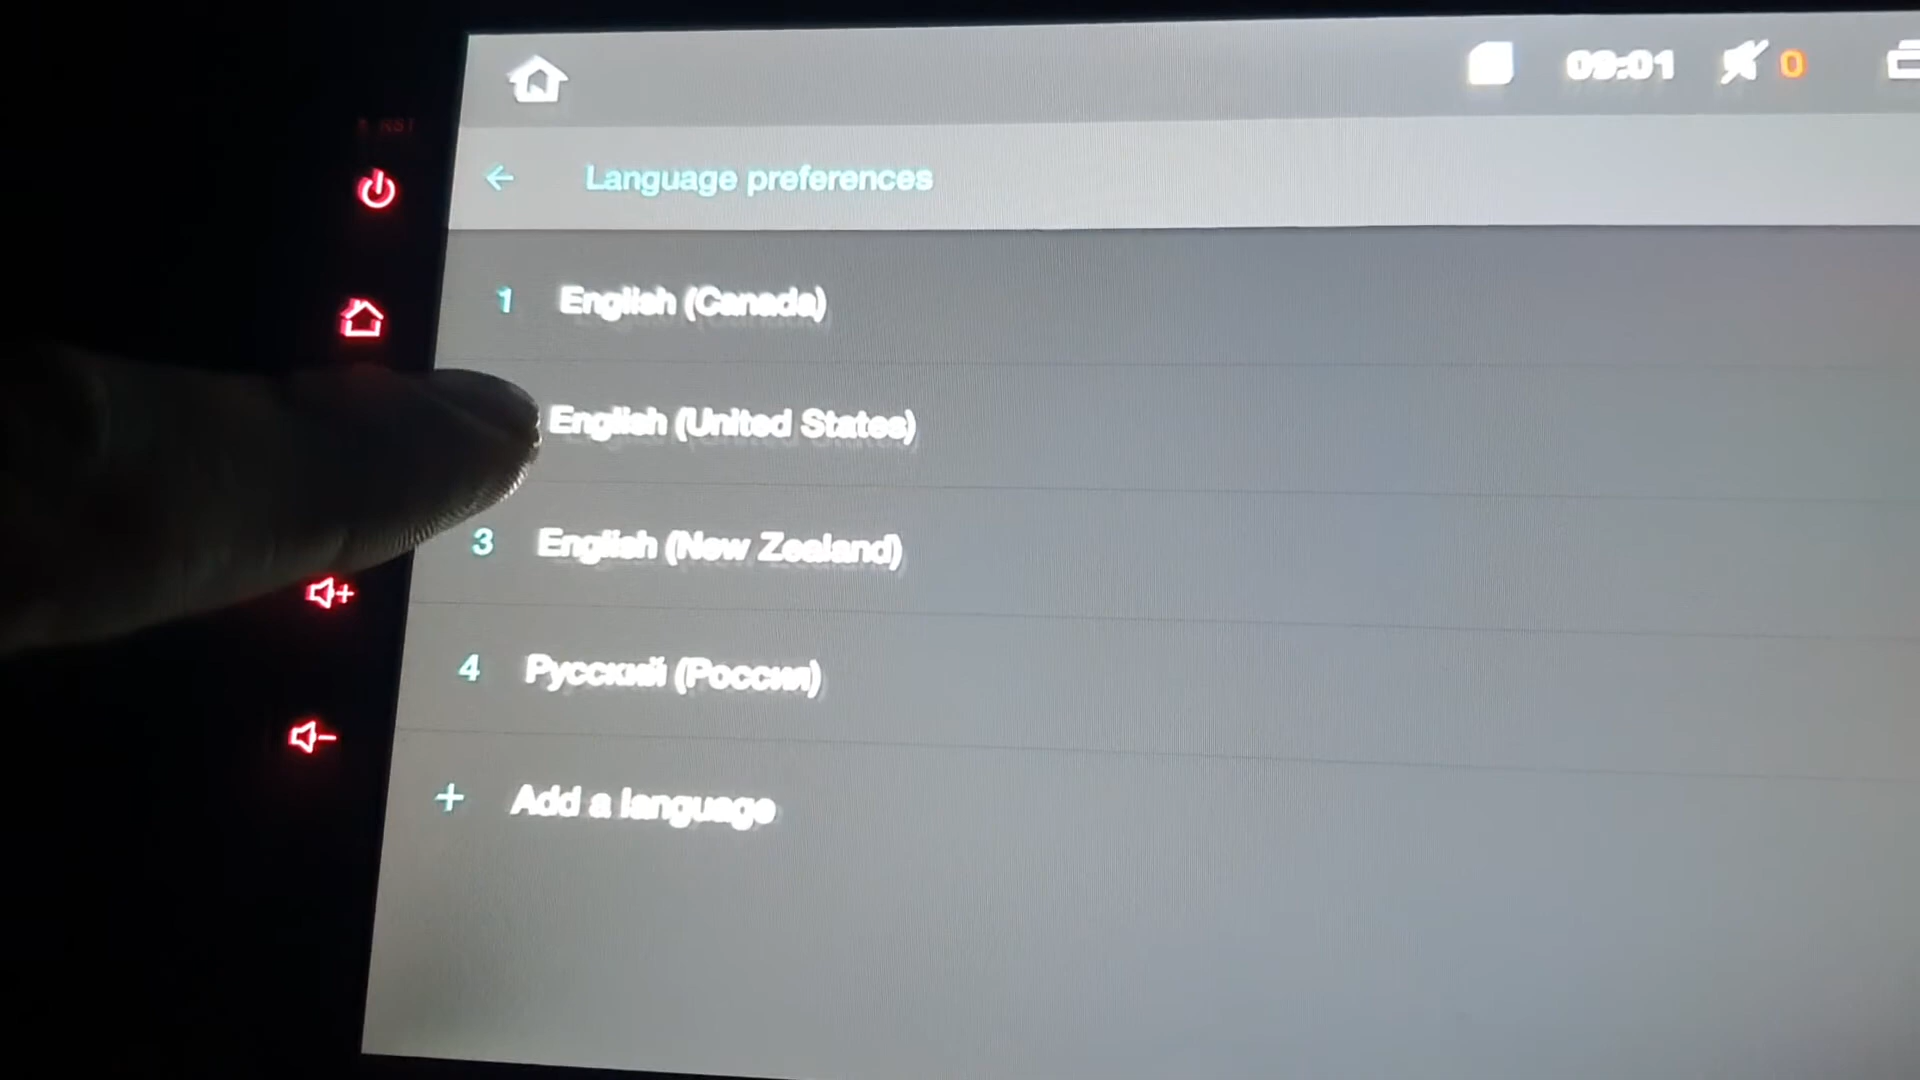 RST
09:01 0
Language preferences
1 English (Canada)
English (United States)
3 English (New Zealand)
4 Русский (Россия)
+ Add a language